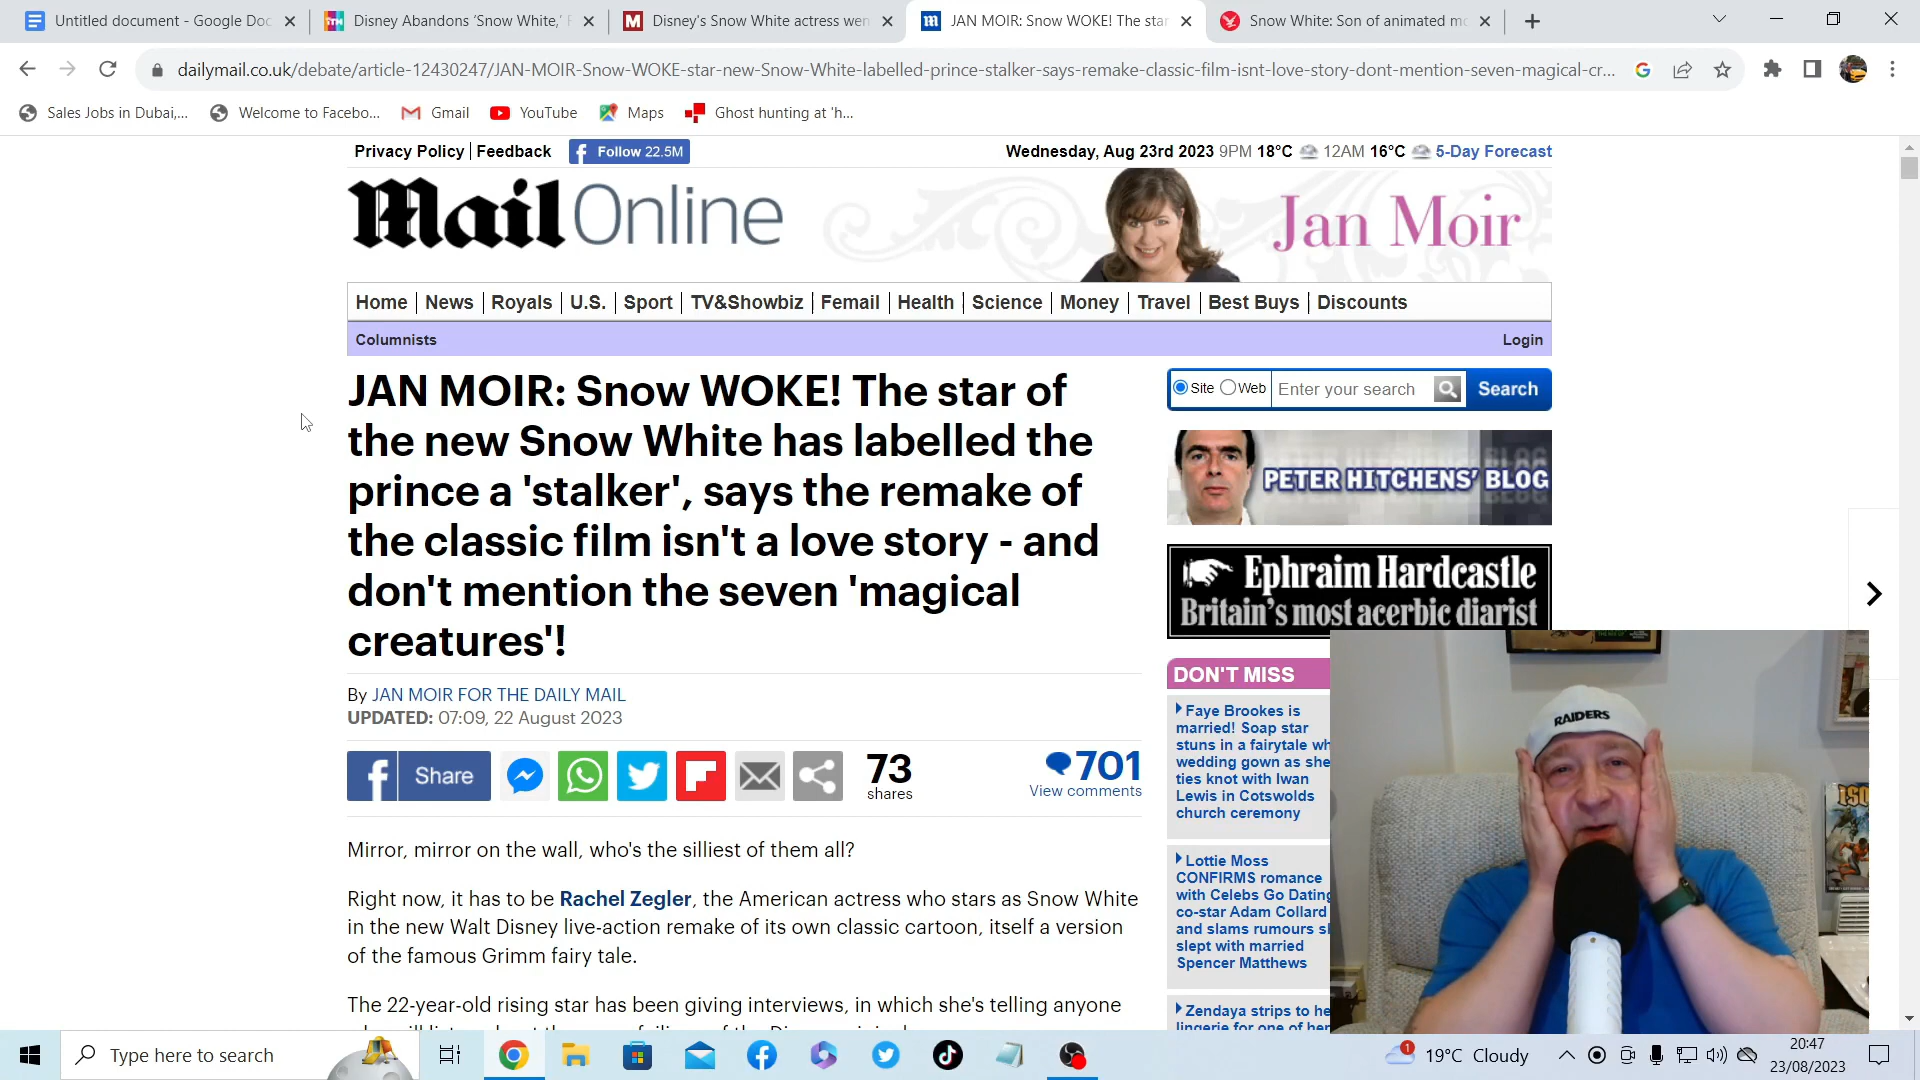 Untitled document - Google Doc
Disney Abandons 'Snow White,'
Disney's Snow White actress wen
JAN MOIR: Snow WOKE! The star
Snow White: Son of animated mo
dailymail.co.uk/debate/article-12430247/JAN-MOIR-Snow-WOKE-star-new-Snow-White-labelled-prince-stalker-says-remake-classic-film-isnt-love-story-dont-mention-seven-magical-cr...
Sales Jobs in Dubai,...
Welcome to Facebo...
Gmail
YouTube
Maps
Ghost hunting at 'h...
Privacy Policy | Feedback
Follow 22.5M
Wednesday, Aug 23rd 2023 9PM 18°C 12AM 16°C 5-Day Forecast
Mail Online
Jan Moir
Home | News | Royals | U.S. | Sport | TV&Showbiz | Femail | Health | Science | Money | Travel | Best Buys | Discounts
Columnists
Login
JAN MOIR: Snow WOKE! The star of
the new Snow White has labelled the
prince a 'stalker', says the remake of
the classic film isn't a love story - and
don't mention the seven 'magical
creatures'!
By JAN MOIR FOR THE DAILY MAIL
UPDATED: 07:09, 22 August 2023
Share
73
shares
701
View comments
Mirror, mirror on the wall, who's the silliest of them all?
Right now, it has to be Rachel Zegler, the American actress who stars as Snow White
in the new Walt Disney live-action remake of its own classic cartoon, itself a version
of the famous Grimm fairy tale.
The 22-year-old rising star has been giving interviews, in which she's telling anyone
Site Web Enter your search Search
PETER HITCHENS' BLOG
Ephraim Hardcastle
Britain's most acerbic diarist
DON'T MISS
Faye Brookes is
married! Soap star
stuns in a fairytale wh
wedding gown as she
ties knot with Iwan
Lewis in Cotswolds
church ceremony
Lottie Moss
CONFIRMS romance
with Celebs Go Dating
co-star Adam Collard
and slams rumours s
slept with married
Spencer Matthews
Zendaya strips to he
lingerie for one of her
RAIDERS
Type here to search
1
19°C Cloudy
20:47
23/08/2023